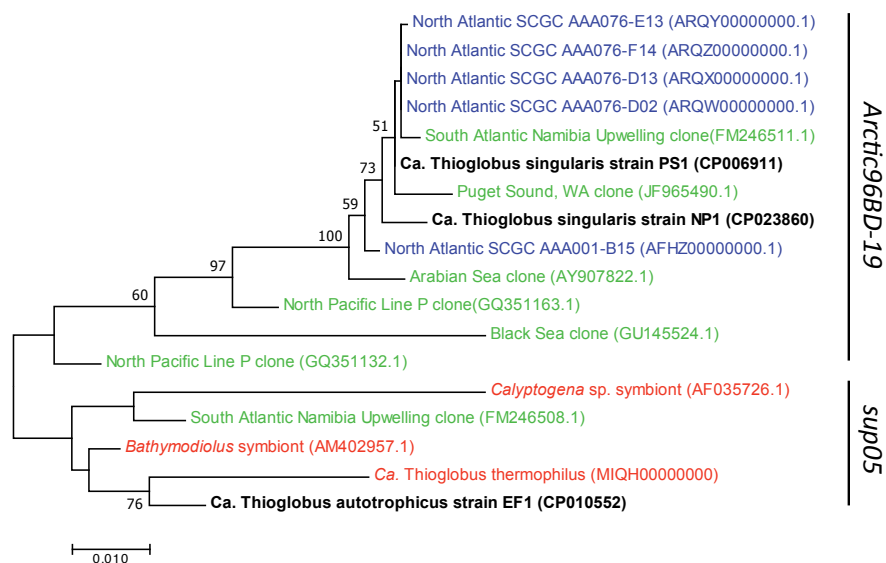 North Atlantic SCGC AAA076-E13 (ARQY00000000.1)
North Atlantic SCGC AAA076-F14 (ARQZ00000000.1)
North Atlantic SCGC AAA076-D13 (ARQX00000000.1)
North Atlantic SCGC AAA076-D02 (ARQW00000000.1)
51
South Atlantic Namibia Upwelling clone(FM246511.1)
Ca. Thioglobus singularis strain PS1 (CP006911)
73
Puget Sound, WA clone (JF965490.1)
59
Ca. Thioglobus singularis strain NP1 (CP023860)
100
North Atlantic SCGC AAA001-B15 (AFHZ00000000.1)
97
Arabian Sea clone (AY907822.1)
60
North Pacific Line P clone(GQ351163.1)
Black Sea clone (GU145524.1)
North Pacific Line P clone (GQ351132.1)
Arctic96BD-19
Calyptogena sp. symbiont (AF035726.1)
South Atlantic Namibia Upwelling clone (FM246508.1)
Bathymodiolus symbiont (AM402957.1)
Ca. Thioglobus thermophilus (MIQH00000000)
76
Ca. Thioglobus autotrophicus strain EF1 (CP010552)
sup05
0.010